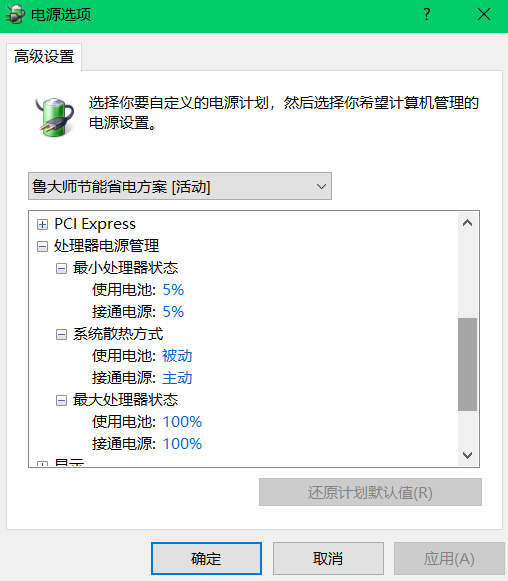 电源选项
?
高级设置
选择你要自定义的电源计划，然后选择你希望计算机管理的
电源设置。
鲁大师节能省电方案 [活动]
PCI Express
处理器电源管理
最小处理器状态
使用电池: 5%
接通电源: 5%
系统散热方式
使用电池: 被动
接通电源: 主动
最大处理器状态
使用电池: 100%
接通电源: 100%
显示
还原计划默认值(R)
确定
取消
应用(A)